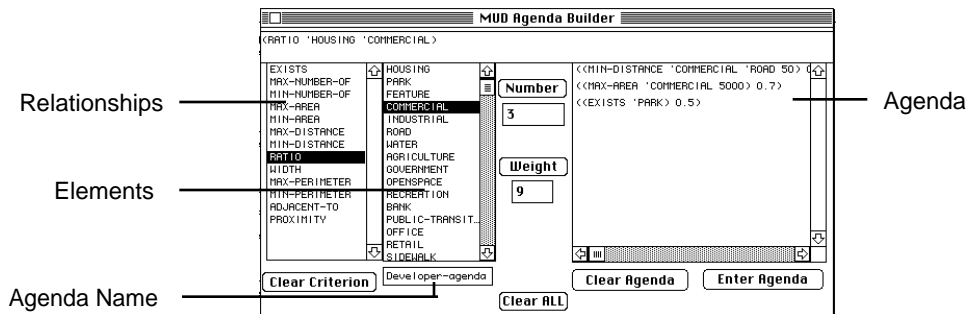 MUD Agenda Builder
(RATIO 'HOUSING 'COMMERCIAL)
Relationships
Elements
Agenda Name
EXISTS
MAX-NUMBER-OF
MIN-NUMBER-OF
MAX-AREA
MIN-AREA
MAX-DISTANCE
MIN-DISTANCE
RATIO
WIDTH
MAX-PERIMETER
MIN-PERIMETER
ADJACENT-TO
PROXIMITY
Clear Criterion
HOUSING
PARK
FEATURE
COMMERCIAL
INDUSTRIAL
ROAD
WATER
AGRICULTURE
GOVERNMENT
OPENSPACE
RECREATION
BANK
PUBLIC-TRANSIT...
OFFICE
RETAIL
SIDEWALK
Developer-agenda
Number
3
Weight
9
Clear ALL
((MIN-DISTANCE 'COMMERCIAL 'ROAD 50)
((MAX-AREA 'COMMERCIAL 5000) 0.7)
((EXISTS 'PARK) 0.5)
Clear Agenda
Enter Agenda
Agenda